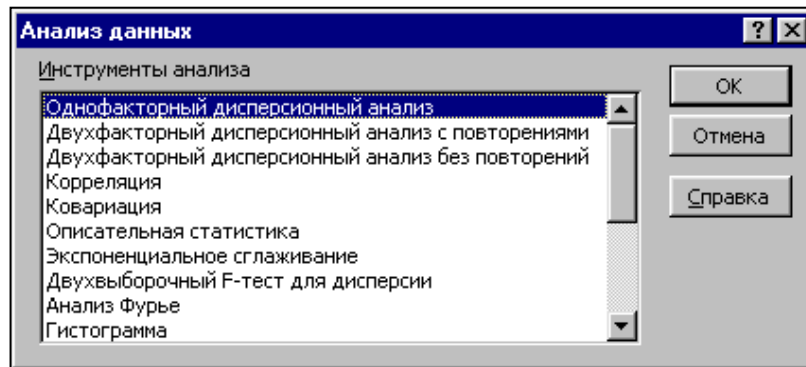 Анализ данных
Инструменты анализа
Однофакторный дисперсионный анализ
Двухфакторный дисперсионный анализ с повторениями
Двухфакторный дисперсионный анализ без повторений
Корреляция
Ковариация
Описательная статистика
Экспоненциальное сглаживание
Двухвыборочный F-тест для дисперсии
Анализ Фурье
Гистограмма
OK
Отмена
Справка